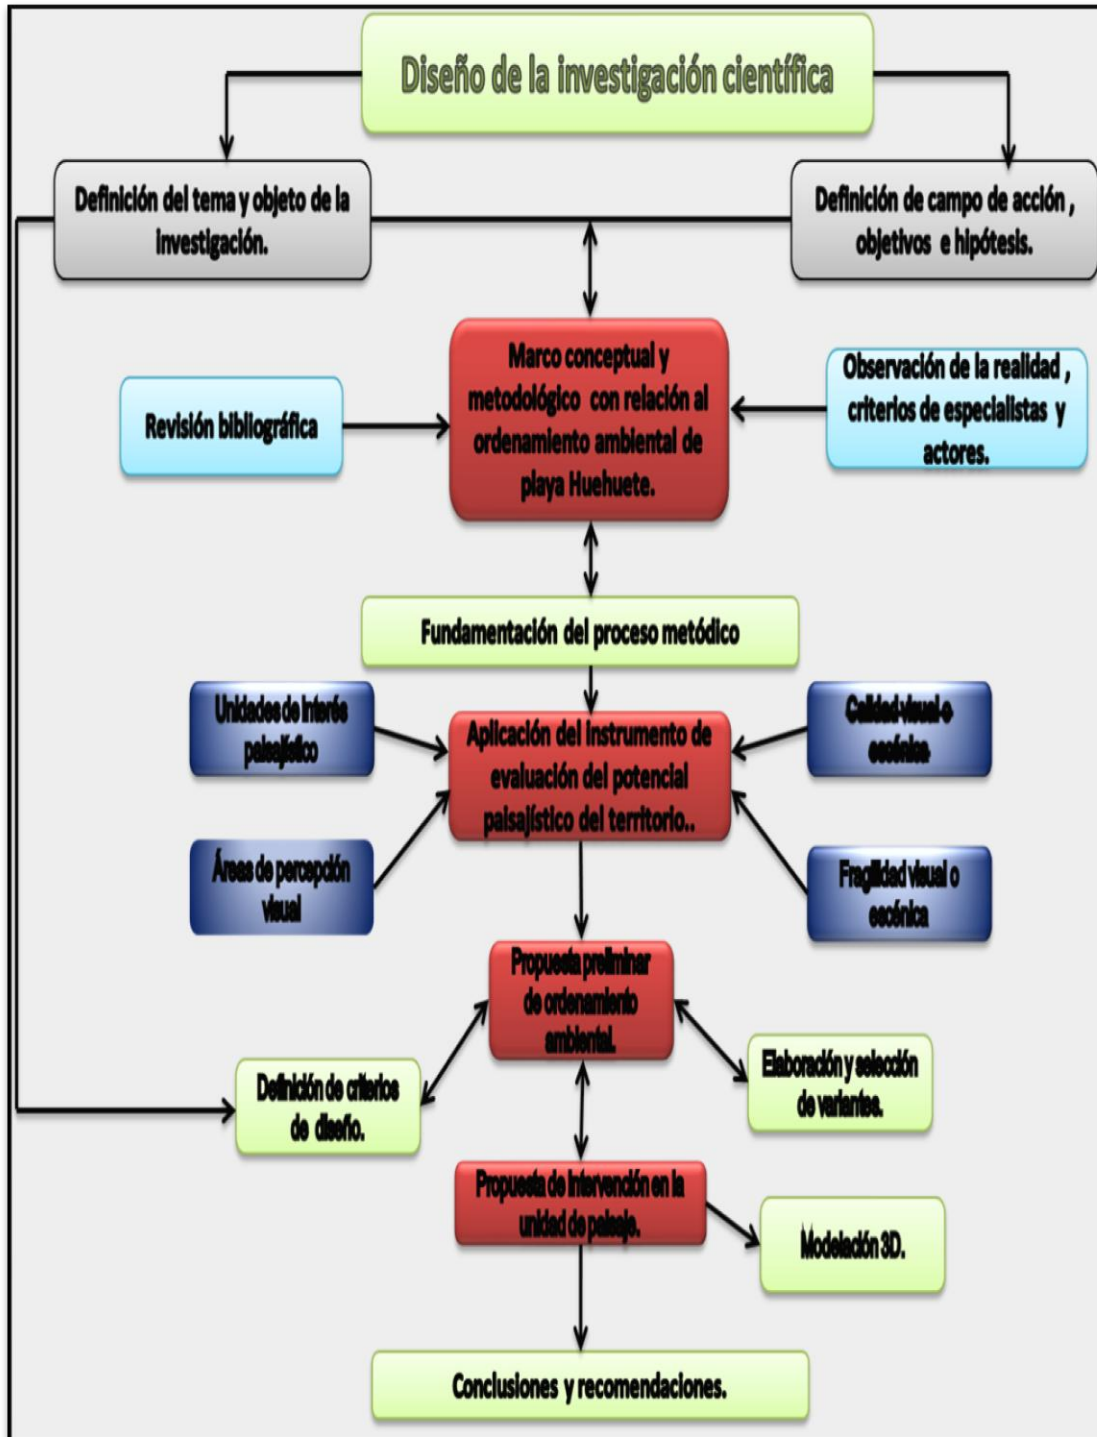 Diseño de la investigación científica
Definición del tema y objeto de la
investigación.
Definición de campo de acción ,
objetivos e hipótesis.
Marco conceptual y
metodológico con relación al
ordenamiento ambiental de
playa Huehuete.
Revisión bibliográfica
Observación de la realidad ,
criterios de especialistas y
actores.
Fundamentación del proceso metódico
Unidades de interés
paisajístico
Calidad visual o
escénica
Aplicación del instrumento de
evaluación del potencial
paisajístico del territorio..
Áreas de percepción
visual
Fragilidad visual o
escénica
Propuesta preliminar
de ordenamiento
ambiental.
Definición de criterios
de diseño.
Elaboración y selección
de variantes.
Propuesta de intervención en la
unidad de paisaje.
Modelación 3D.
Conclusiones y recomendaciones.